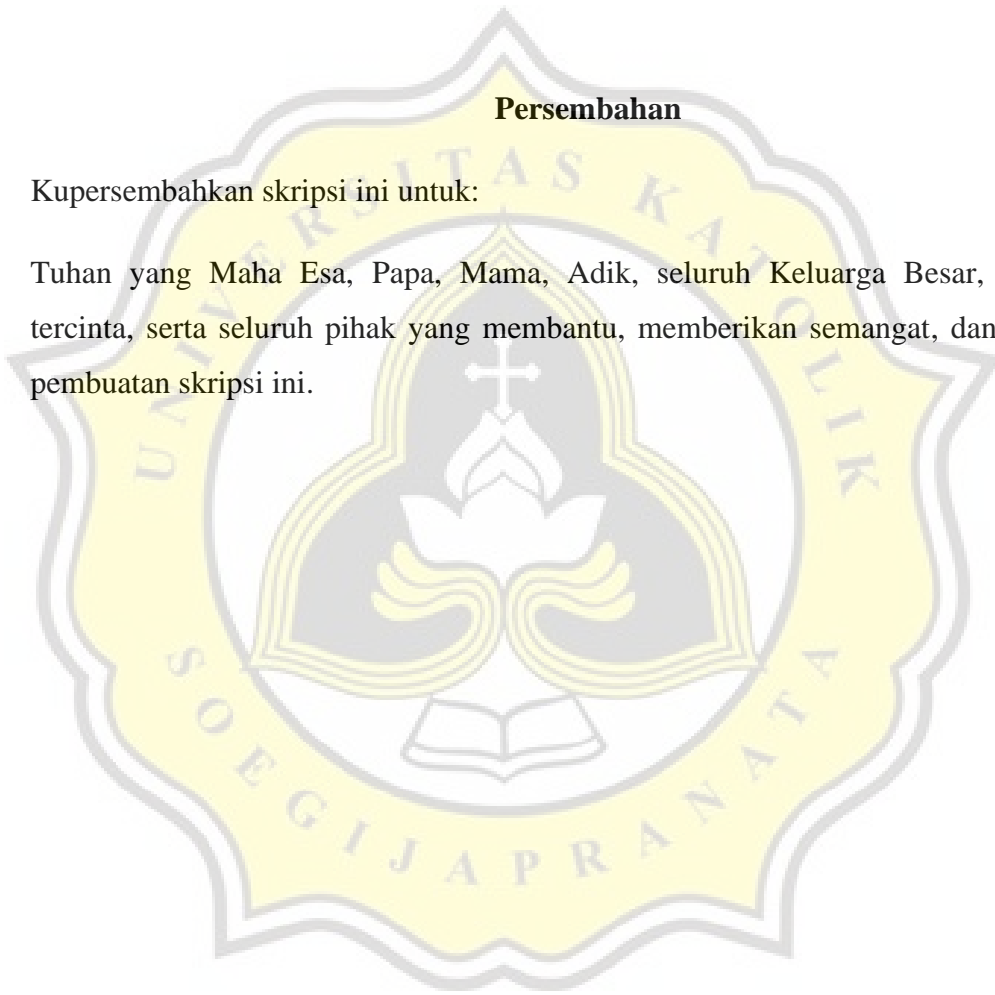 Persembahan
Kupersembahkan skripsi ini untuk:
Tuhan yang Maha Esa, Papa, Mama, Adik, seluruh Keluarga Besar,
tercinta, serta seluruh pihak yang membantu, memberikan semangat, dan
pembuatan skripsi ini.
UNIVERSITAS KATOLIK
SOEGIJAPRANATA